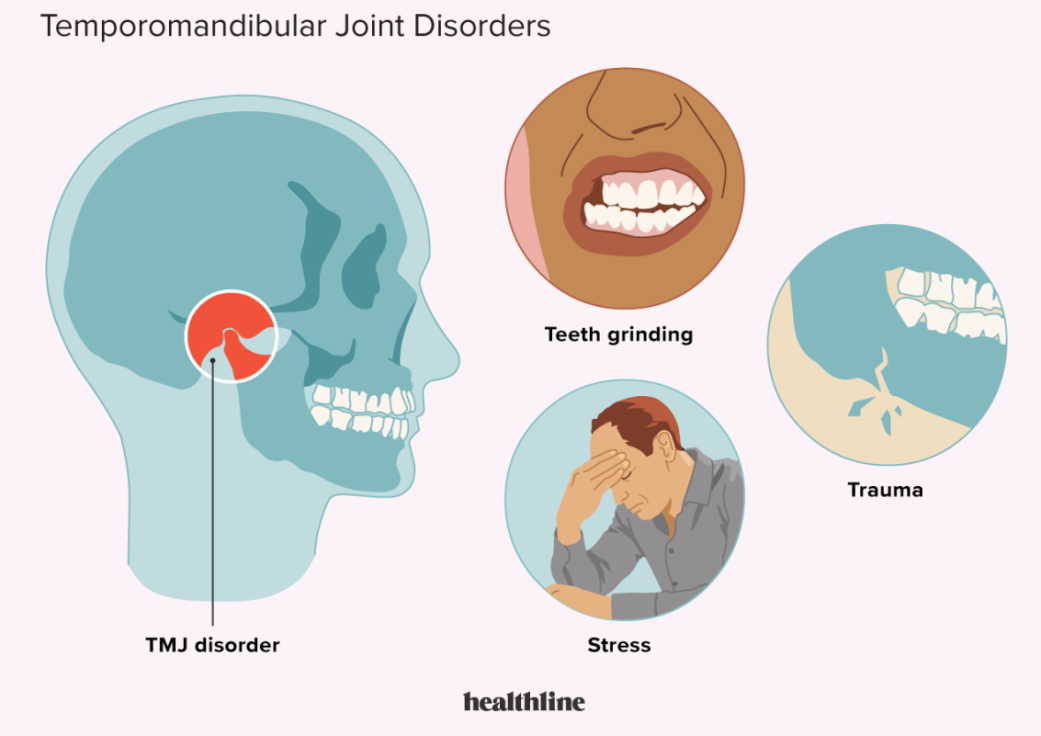 Temporomandibular Joint Disorders
Teeth grinding
Trauma
TMJ disorder
Stress
healthline